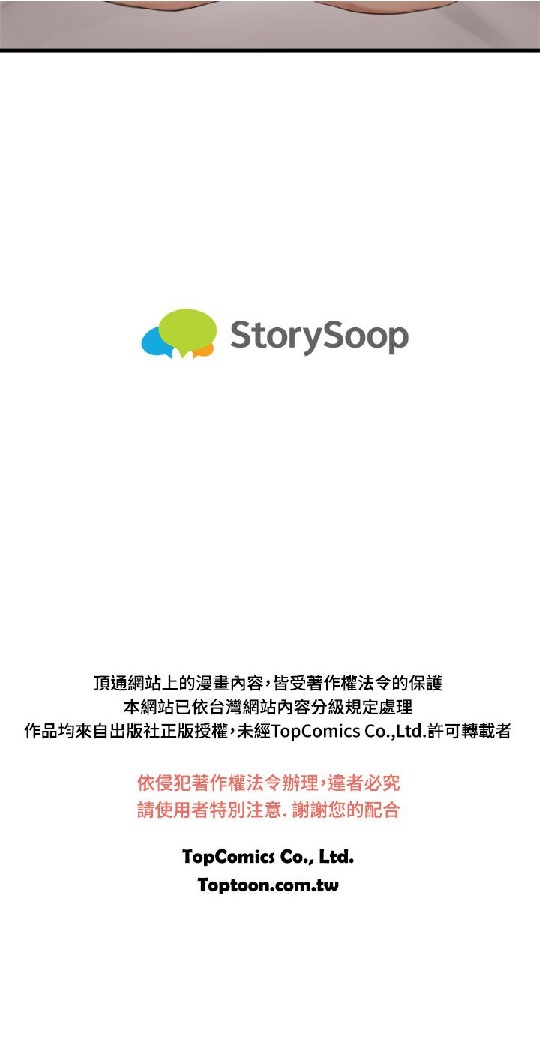 StorySoop
頂通網站上的漫畫內容，皆受著作權法令的保護
本網站已依台灣網站內容分級規定處理
作品均來自出版社正版授權，未經TopComics Co.,Ltd.許可轉載者
依侵犯著作權法令辦理，違者必究
請使用者特別注意. 謝謝您的配合
TopComics Co., Ltd.
Toptoon.com.tw